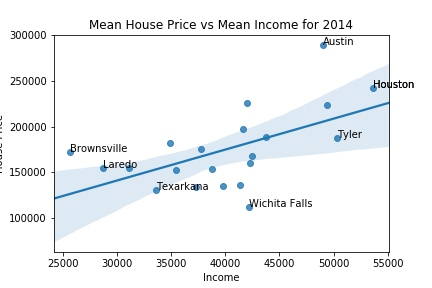 Mean House Price vs Mean Income for 2014
300000
250000
200000
150000
100000
House Price
Austin
Houston
Tyler
Brownsville
Laredo
Texarkana
Wichita Falls
25000 30000 35000 40000 45000 50000 55000
Income